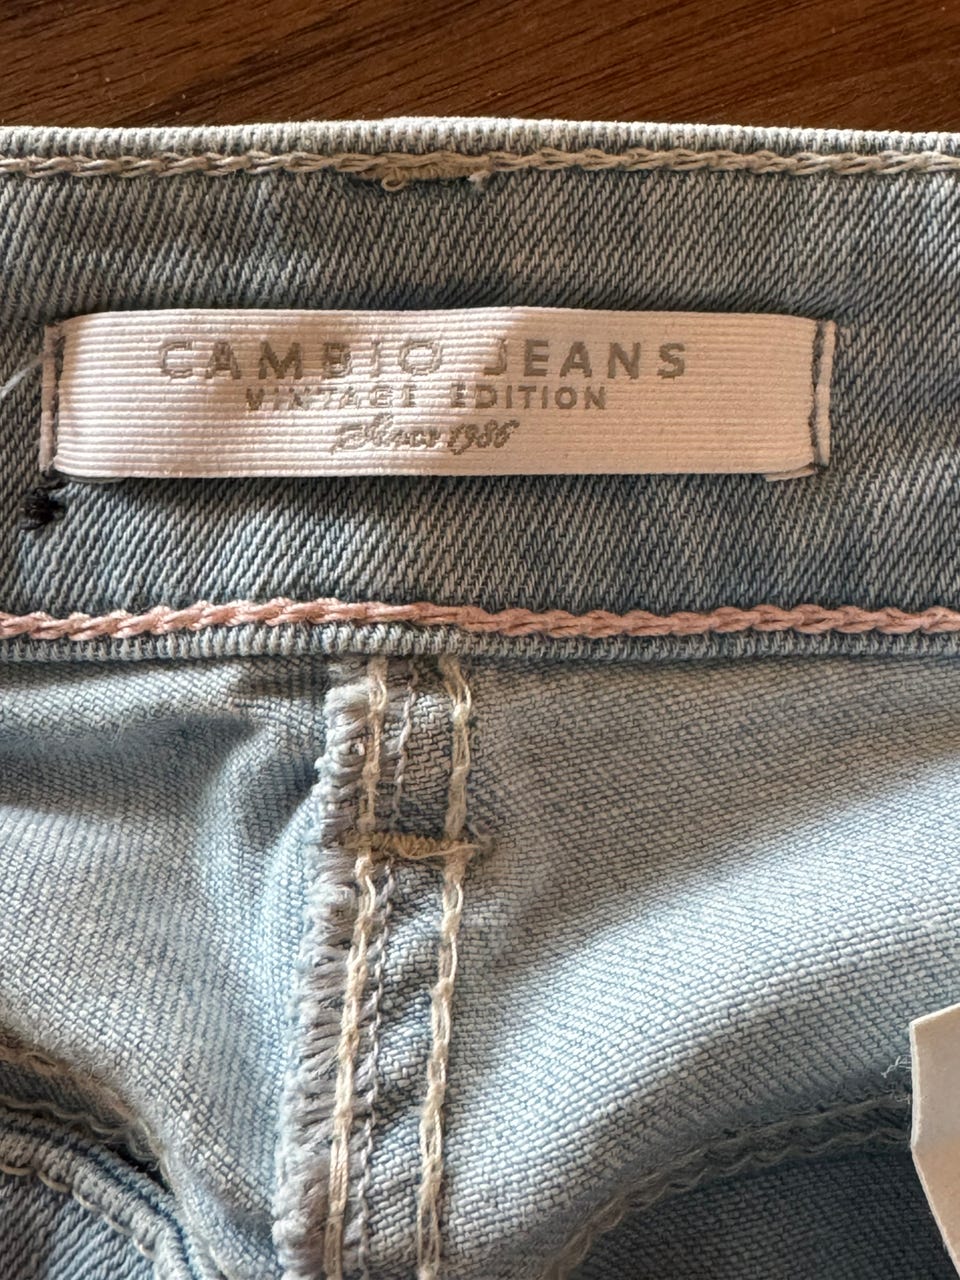 CAMBIO JEANS
VINTAGE EDITION
Since 1986